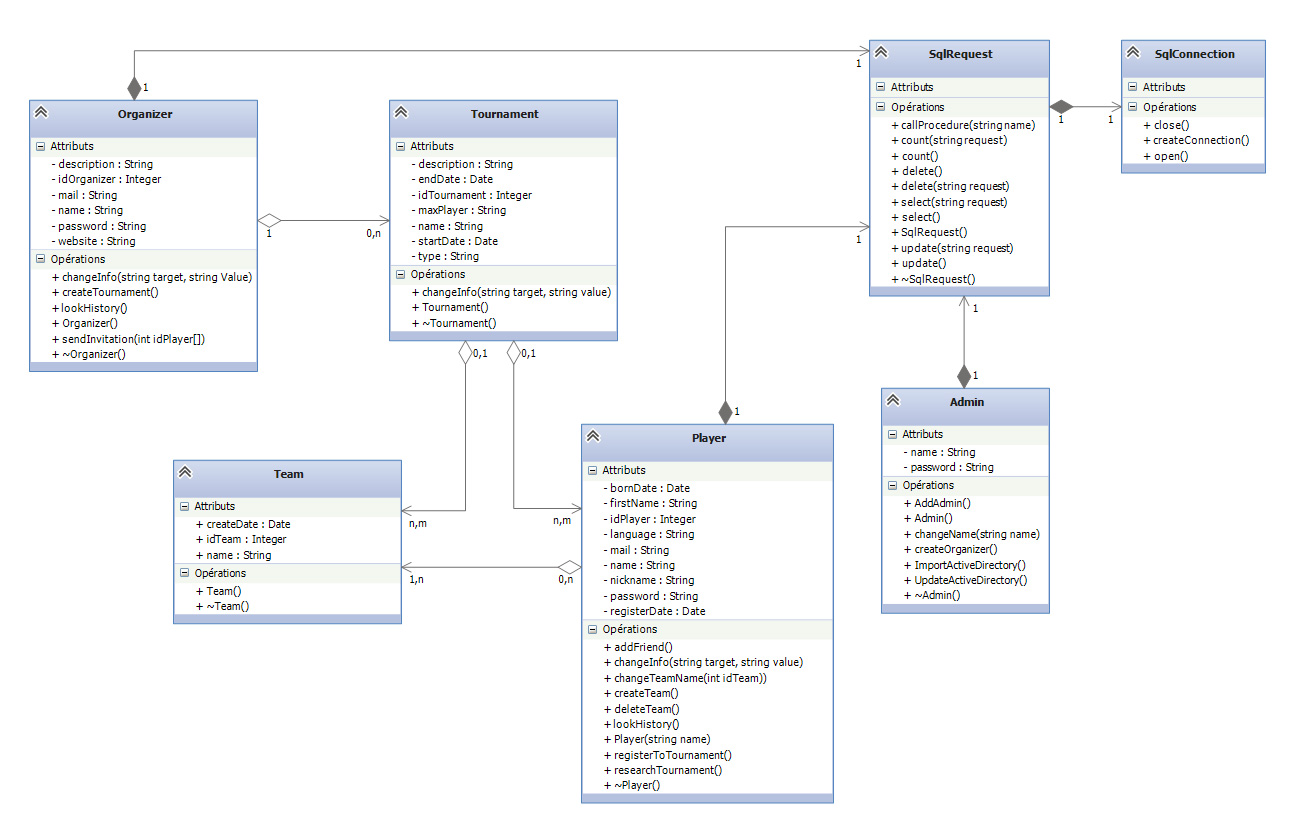 Organizer
Attributs
- description : String
- idOrganizer : Integer
- mail : String
- name : String
- password : String
- website : String
Opérations
+ changeInfo(string target, string Value)
+ createTournament()
+ lookHistory()
+ Organizer()
+ sendInvitation(int idPlayer[])
+ ~Organizer()
1
1
1
0,n
Tournament
Attributs
- description : String
- endDate : Date
- idTournament : Integer
- maxPlayer : String
- name : String
- startDate : Date
- type : String
Opérations
+ changeInfo(string target, string value)
+ Tournament()
+ ~Tournament()
0,1
0,1
SqlRequest
Attributs
Opérations
+ callProcedure(string name)
+ count(string request)
+ count()
+ delete()
+ delete(string request)
+ select(string request)
+ select()
+ SqlRequest()
+ update(string request)
+ update()
+ ~SqlRequest()
1
1
1
1
SqlConnection
Attributs
Opérations
+ close()
+ createConnection()
+ open()
Team
Attributs
+ createDate : Date
+ idTeam : Integer
+ name : String
Opérations
+ Team()
+ ~Team()
n,m
n,m
1,n
0,n
1
Player
Attributs
- bornDate : Date
- firstName : String
- idPlayer : Integer
- language : String
- mail : String
- name : String
- nickname : String
- password : String
- registerDate : Date
Opérations
+ addFriend()
+ changeInfo(string target, string value)
+ changeTeamName(int idTeam))
+ createTeam()
+ deleteTeam()
+ lookHistory()
+ Player(string name)
+ registerToTournament()
+ researchTournament()
+ ~Player()
1
Admin
Attributs
- name : String
- password : String
Opérations
+ AddAdmin()
+ Admin()
+ changeName(string name)
+ createOrganizer()
+ ImportActiveDirectory()
+ UpdateActiveDirectory()
+ ~Admin()